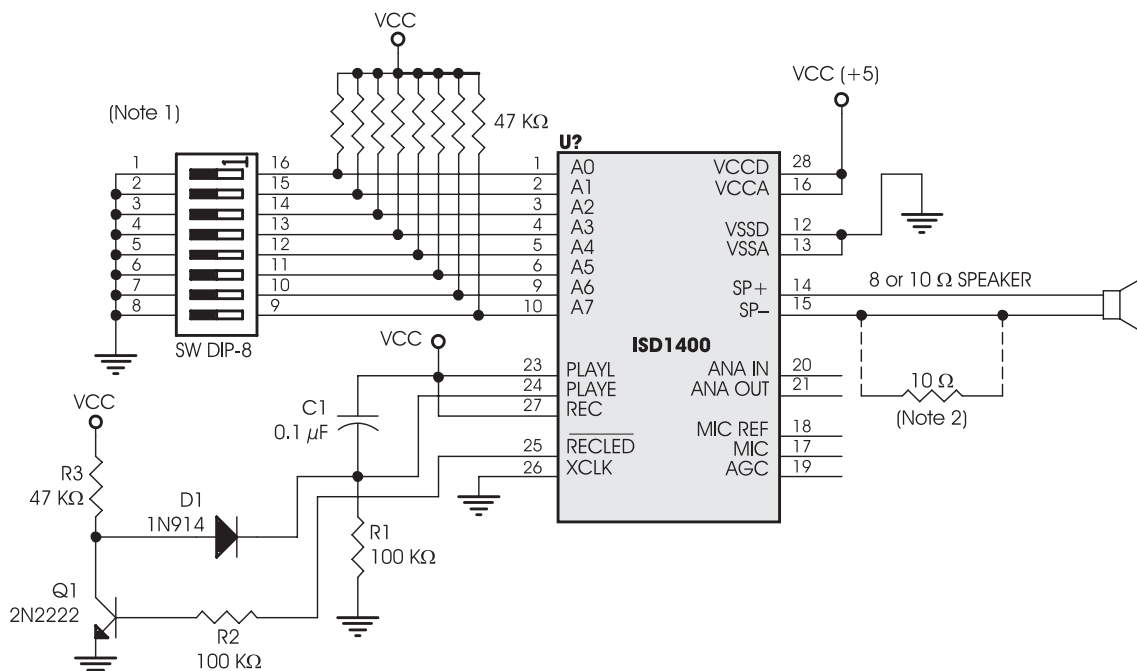 VCC
VCC (+5)
(Note 1)
47 KΩ
U?
1 16 1 A0 VCCD 28
2 15 2 A1 VCCA 16
3 14 3 A2
4 13 4 A3 VSSD 12
5 12 5 A4 VSSA 13
6 11 6 A5
7 10 9 A6 SP+ 14 8 or 10 Ω SPEAKER
8 9 10 A7 SP– 15
1
SW DIP-8
ISD1400
VCC
23 PLAYL ANA IN 20
24 PLAYE ANA OUT 21
27 REC
10 Ω
(Note 2)
C1
0.1 µF
MIC REF 18
25 RECLED MIC 17
26 XCLK AGC 19
VCC
R3
47 KΩ
D1
1N914
R1
100 KΩ
Q1
2N2222
R2
100 KΩ